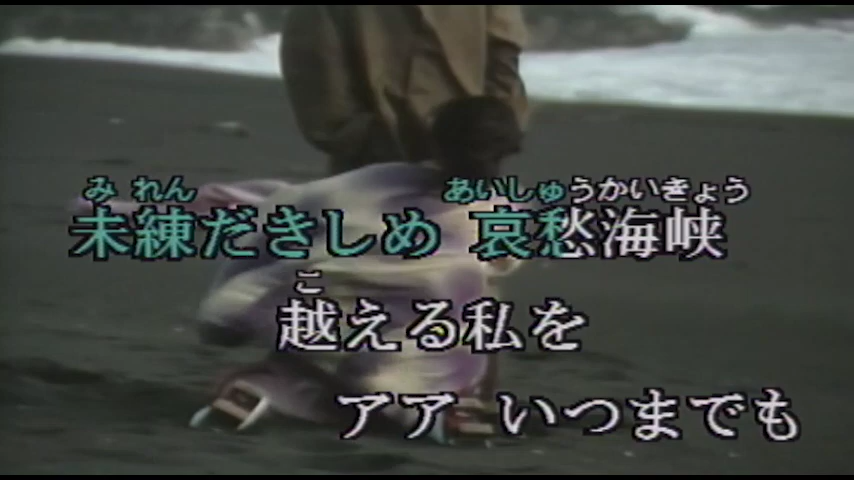 み れん あいしゅうかいきょう
未練だきしめ 哀愁海峡
こ
越える私を
アア いつまでも